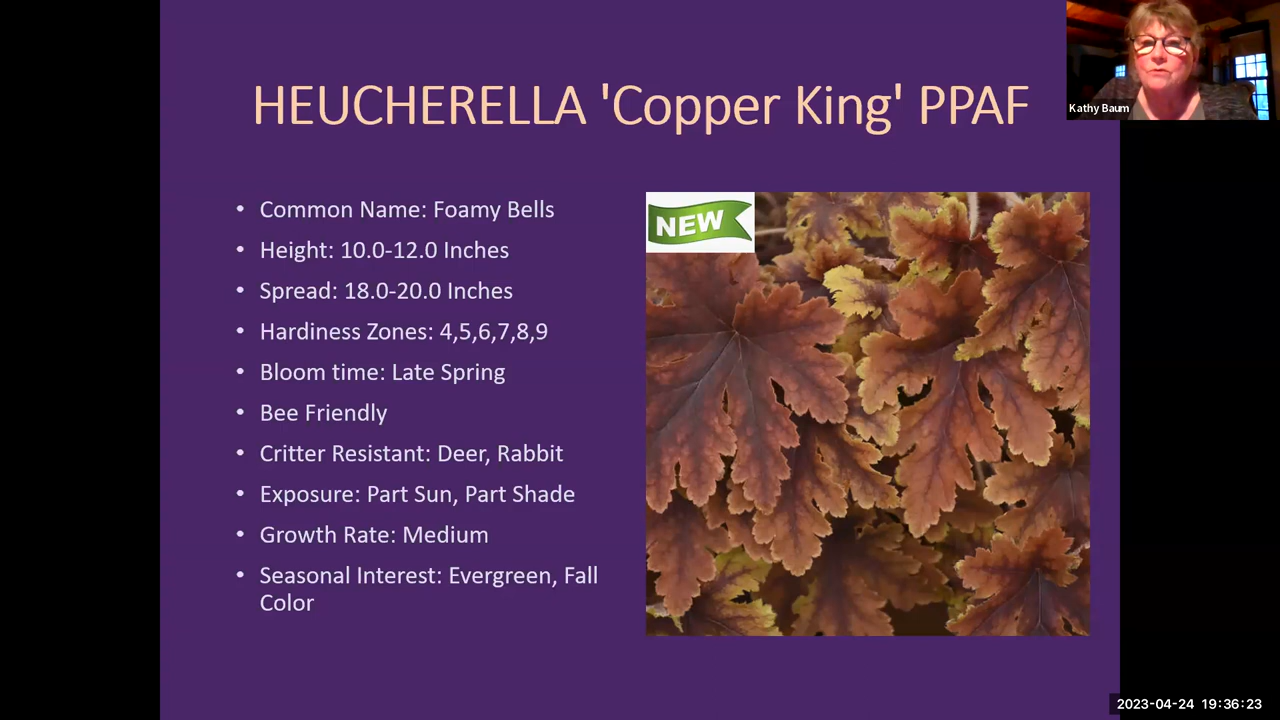 HEUCHERELLA 'Copper King' PPAF
Kathy Baum
• Common Name: Foamy Bells
• Height: 10.0-12.0 Inches
• Spread: 18.0-20.0 Inches
• Hardiness Zones: 4,5,6,7,8,9
• Bloom time: Late Spring
• Bee Friendly
• Critter Resistant: Deer, Rabbit
• Exposure: Part Sun, Part Shade
• Growth Rate: Medium
• Seasonal Interest: Evergreen, Fall
Color
NEW
2023-04-24 19:36:23